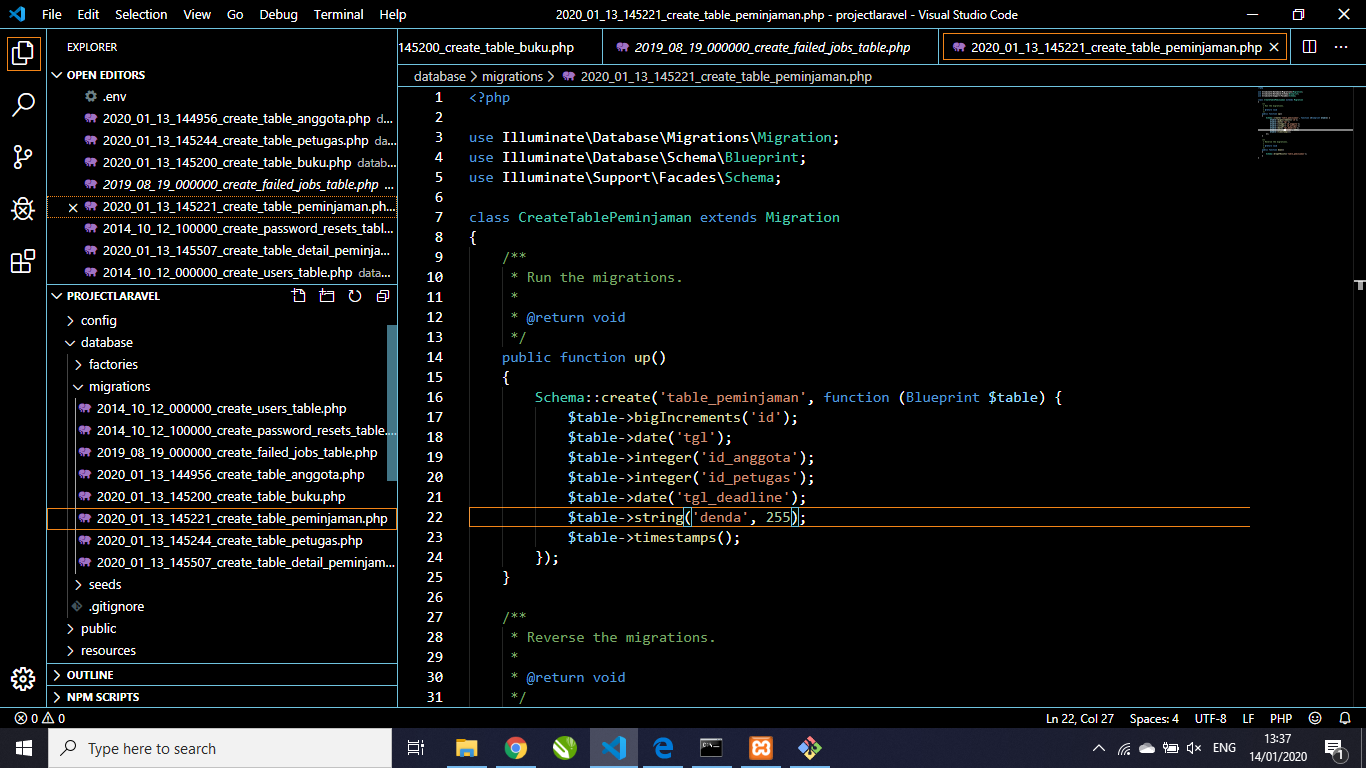 File Edit Selection View Go Debug Terminal Help
2020_01_13_145221_create_table_peminjaman.php - projectlaravel - Visual Studio Code
EXPLORER
OPEN EDITORS
.env
2020_01_13_144956_create_table_anggota.php d...
2020_01_13_145244_create_table_petugas.php da...
2020_01_13_145200_create_table_buku.php datab...
2019_08_19_000000_create_failed_jobs_table.php ...
2020_01_13_145221_create_table_peminjaman.ph...
2014_10_12_100000_create_password_resets_tabl...
2020_01_13_145507_create_table_detail_peminja...
2014_10_12_000000_create_users_table.php data...
PROJECTLARAVEL
config
database
factories
migrations
2014_10_12_000000_create_users_table.php
2014_10_12_100000_create_password_resets_table....
2019_08_19_000000_create_failed_jobs_table.php
2020_01_13_144956_create_table_anggota.php
2020_01_13_145200_create_table_buku.php
2020_01_13_145221_create_table_peminjaman.php
2020_01_13_145244_create_table_petugas.php
2020_01_13_145507_create_table_detail_peminjam...
seeds
.gitignore
public
resources
OUTLINE
NPM SCRIPTS
145200_create_table_buku.php 2019_08_19_000000_create_failed_jobs_table.php 2020_01_13_145221_create_table_peminjaman.php
database > migrations > 2020_01_13_145221_create_table_peminjaman.php
1 <?php
2
3 use Illuminate\Database\Migrations\Migration;
4 use Illuminate\Database\Schema\Blueprint;
5 use Illuminate\Support\Facades\Schema;
6
7 class CreateTablePeminjaman extends Migration
8 {
9 /**
10 * Run the migrations.
11 *
12 * @return void
13 */
14 public function up()
15 {
16 Schema::create('table_peminjaman', function (Blueprint $table) {
17 $table->bigIncrements('id');
18 $table->date('tgl');
19 $table->integer('id_anggota');
20 $table->integer('id_petugas');
21 $table->date('tgl_deadline');
22 $table->string('denda', 255);
23 $table->timestamps();
24 });
25 }
26
27 /**
28 * Reverse the migrations.
29 *
30 * @return void
31 */
0 0
Ln 22, Col 27 Spaces: 4 UTF-8 LF PHP
Type here to search
ENG
13:37
14/01/2020
1